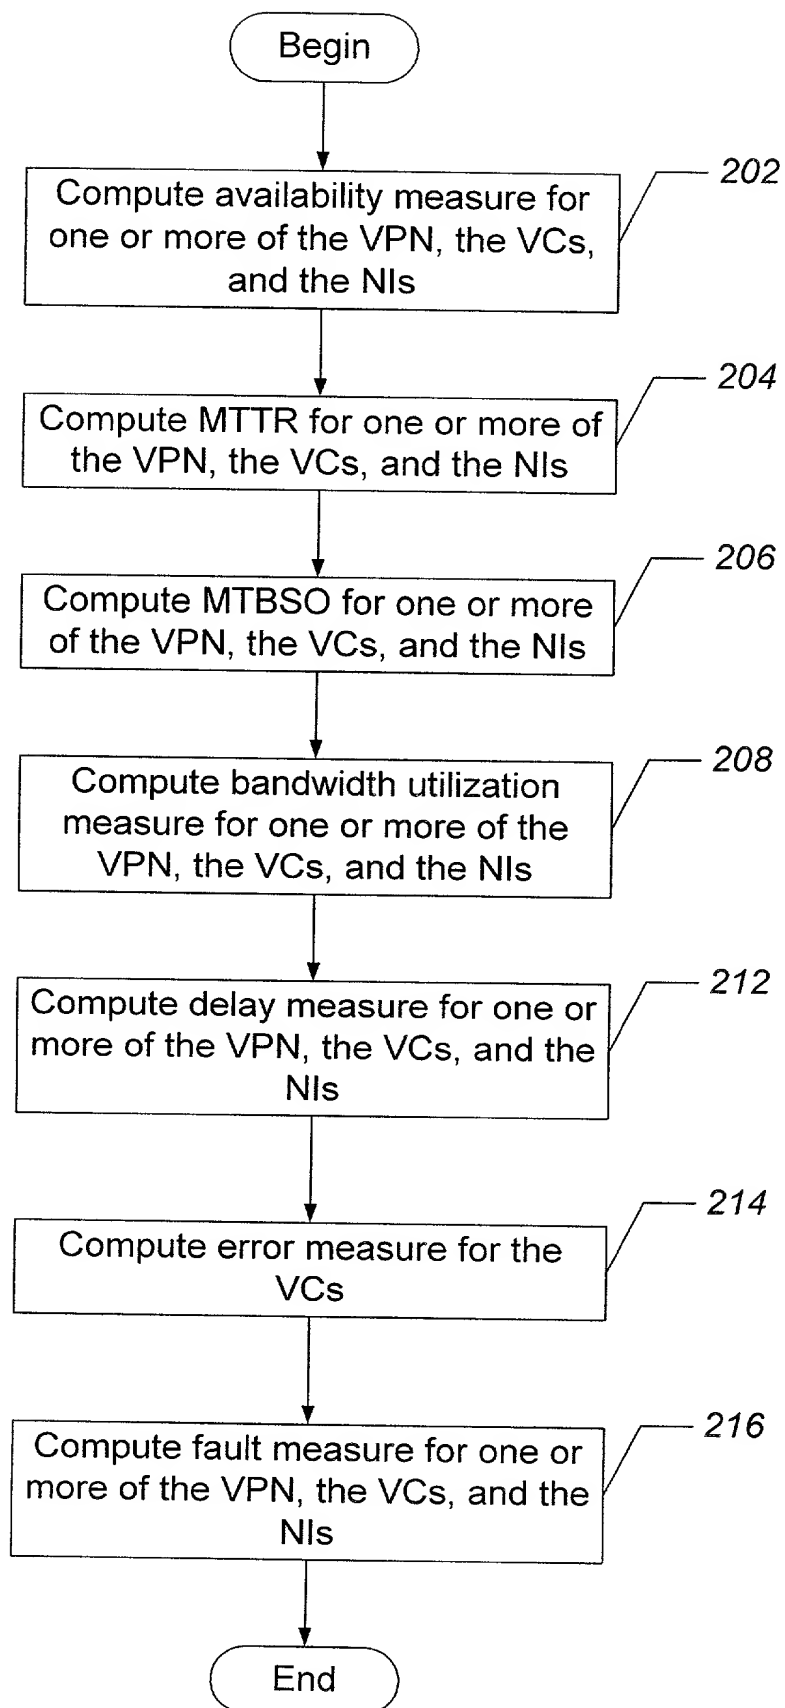 Begin
202
Compute availability measure for
one or more of the VPN, the VCs,
and the NIs
204
Compute MTTR for one or more of
the VPN, the VCs, and the NIs
206
Compute MTBSO for one or more
of the VPN, the VCs, and the NIs
208
Compute bandwidth utilization
measure for one or more of the
VPN, the VCs, and the NIs
212
Compute delay measure for one or
more of the VPN, the VCs, and the
NIs
214
Compute error measure for the
VCs
216
Compute fault measure for one or
more of the VPN, the VCs, and the
NIs
End